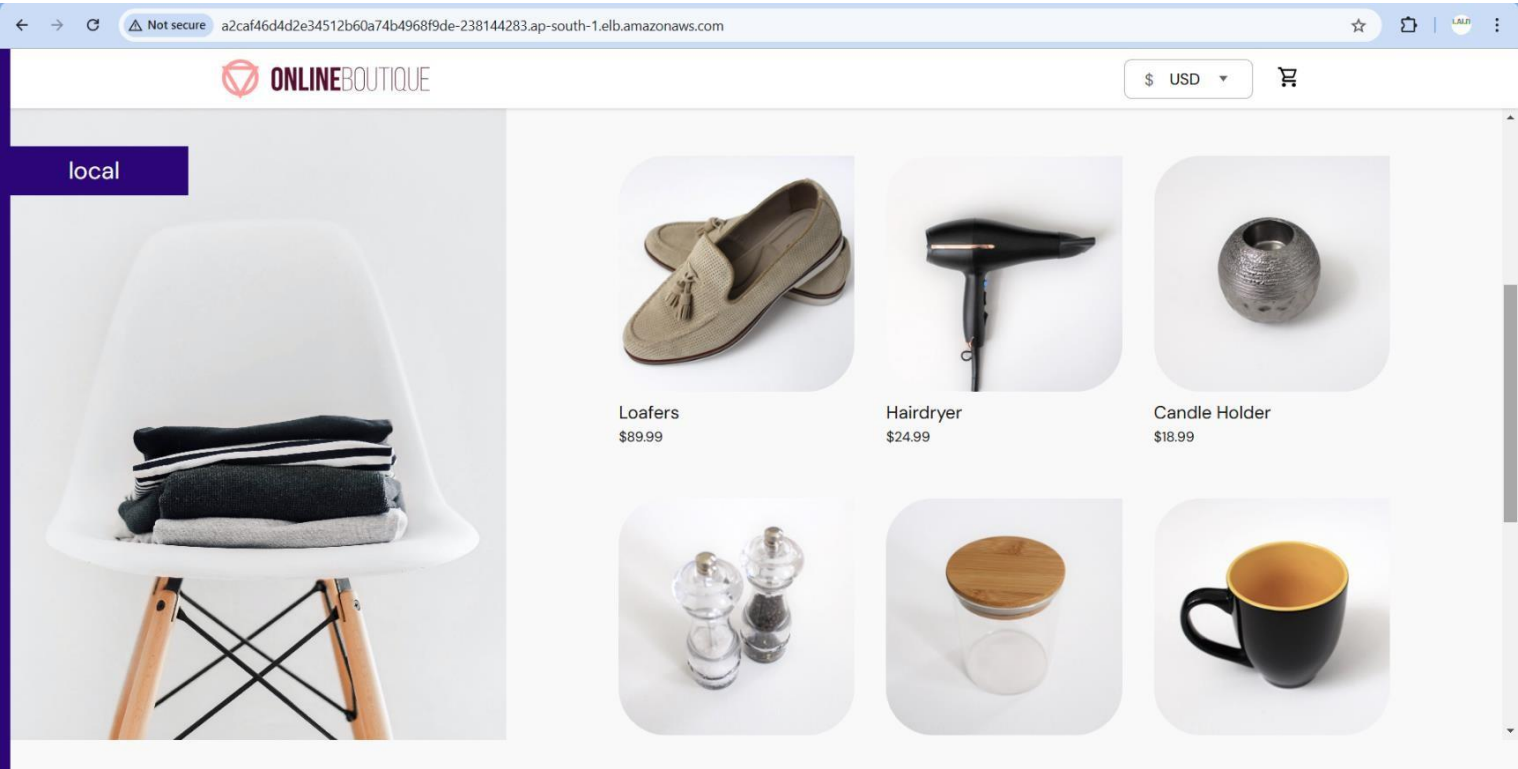 Not secure a2caf46d4d2e34512b60a74b4968f9de-238144283.ap-south-1.elb.amazonaws.com
ONLINEBOUTIQUE
$ USD
local
Loafers
$89.99
Hairdryer
$24.99
Candle Holder
$18.99